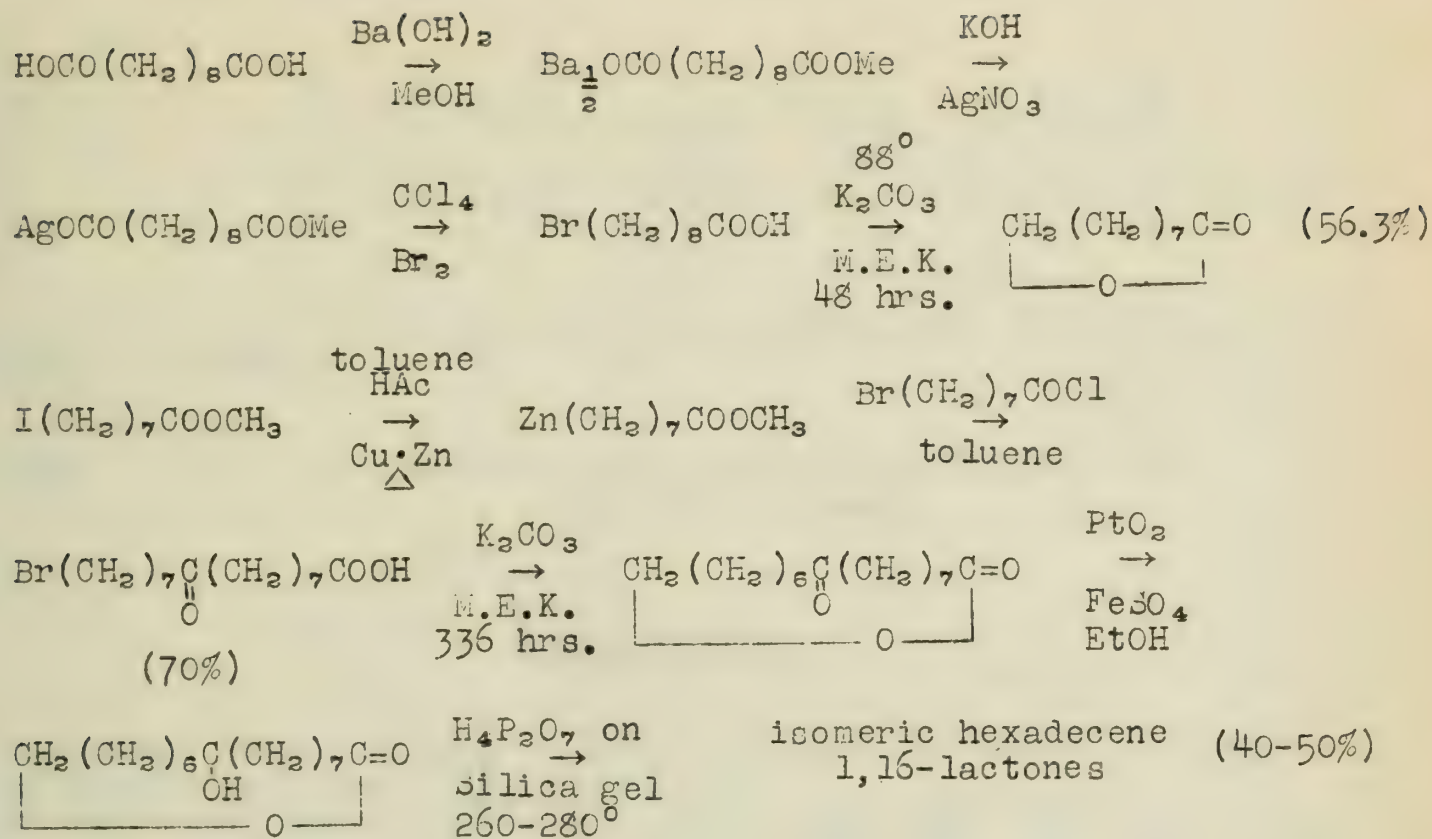 Ba(OH)₂ KOH
HOCO(CH₂)₈COOH → Ba₁/₂OCO(CH₂)₈COOMe →
MeOH AgNO₃
88°
CCl₄ K₂CO₃
AgOCO(CH₂)₈COOMe → Br(CH₂)₈COOH → CH₂(CH₂)₇C=O (56.3%)
Br₂ M.E.K. O
48 hrs.
toluene
HAc Br(CH₂)₇COCl
I(CH₂)₇COOCH₃ → Zn(CH₂)₇COOCH₃ →
Cu·Zn toluene
△
K₂CO₃ PtO₂
Br(CH₂)₇C(CH₂)₇COOH → CH₂(CH₂)₆C(CH₂)₇C=O →
O M.E.K. O FeSO₄
336 hrs. O EtOH
(70%)
H₄P₂O₇ on isomeric hexadecene
CH₂(CH₂)₆C(CH₂)₇C=O → (40-50%)
OH Silica gel 1,16-lactones
O 260-280°